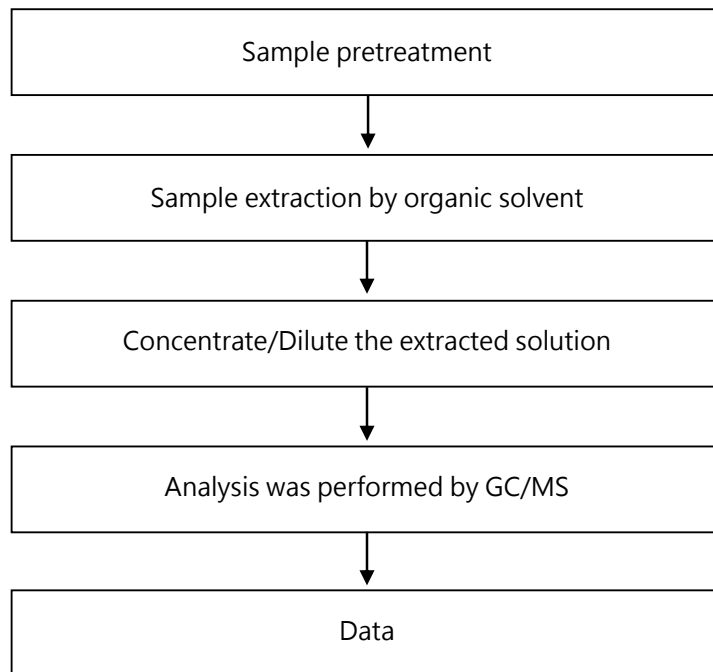 Sample pretreatment
Sample extraction by organic solvent
Concentrate/Dilute the extracted solution
Analysis was performed by GC/MS
Data